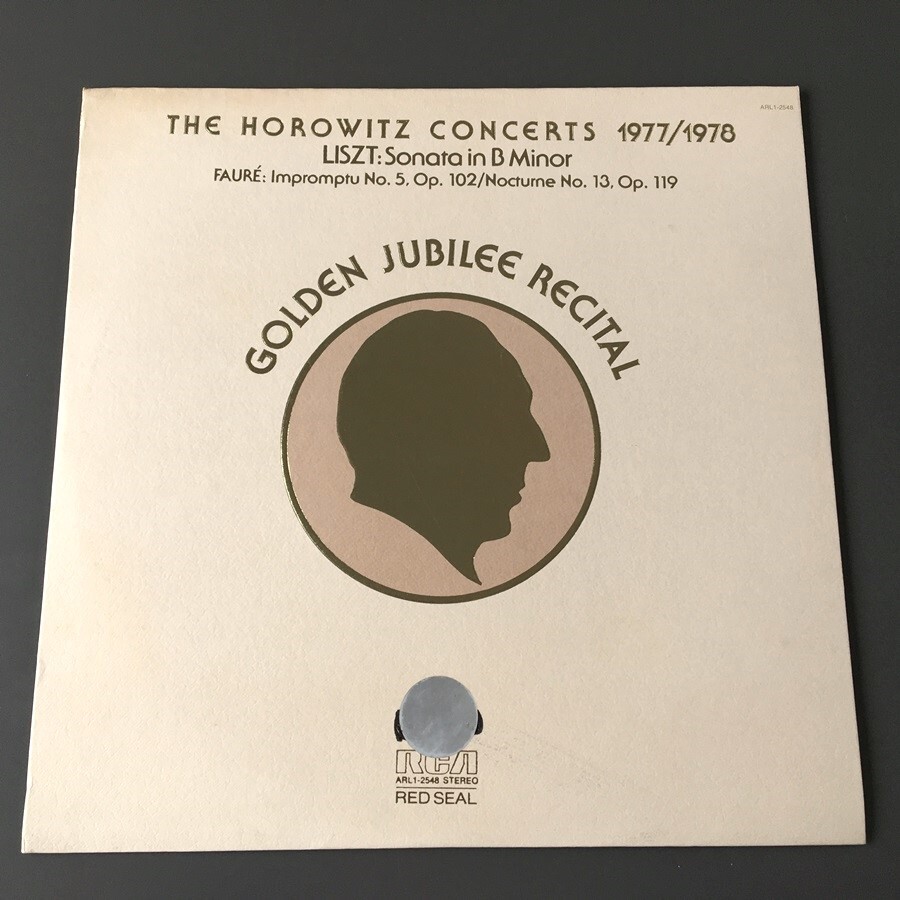 ARL1-2548
THE HOROWITZ CONCERTS 1977/1978
LISZT: Sonata in B Minor
FAURÉ: Impromptu No. 5, Op. 102/Nocturne No. 13, Op. 119
GOLDEN JUBILEE RECITAL
RCA
ARL1-2548 STEREO
RED SEAL